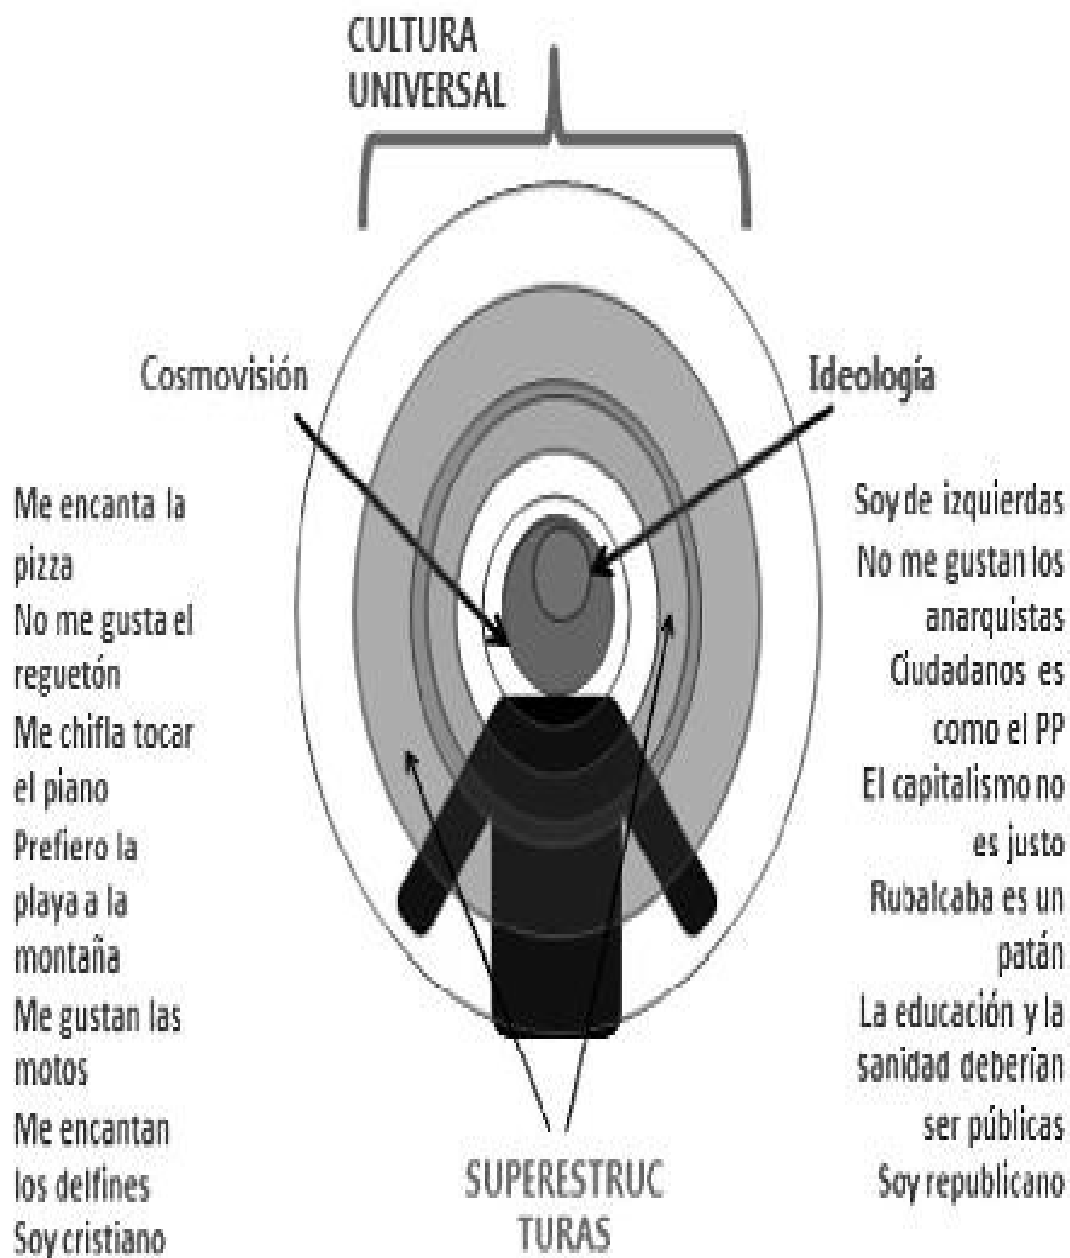 CULTURA
UNIVERSAL
Cosmovisión
Ideología
Me encanta la
pizza
No me gusta el
reguetón
Me chifla tocar
el piano
Prefiero la
playa a la
montaña
Me gustan las
motos
Me encantan
los delfines
Soy cristiano
Soy de izquierdas
No me gustan los
anarquistas
Ciudadanos es
como el PP
El capitalismo no
es justo
Rubalcaba es un
patán
La educación y la
sanidad deberían
ser públicas
Soy republicano
SUPERESTRUC
TURAS